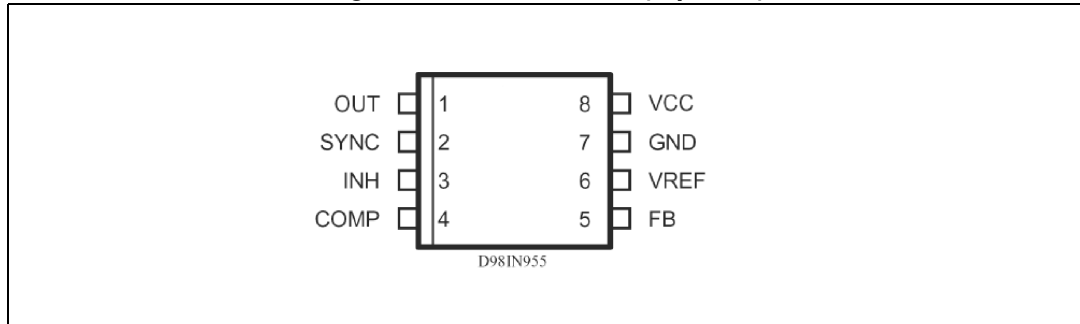 OUT 1 8 VCC
SYNC 2 7 GND
INH 3 6 VREF
COMP 4 5 FB
D98IN955